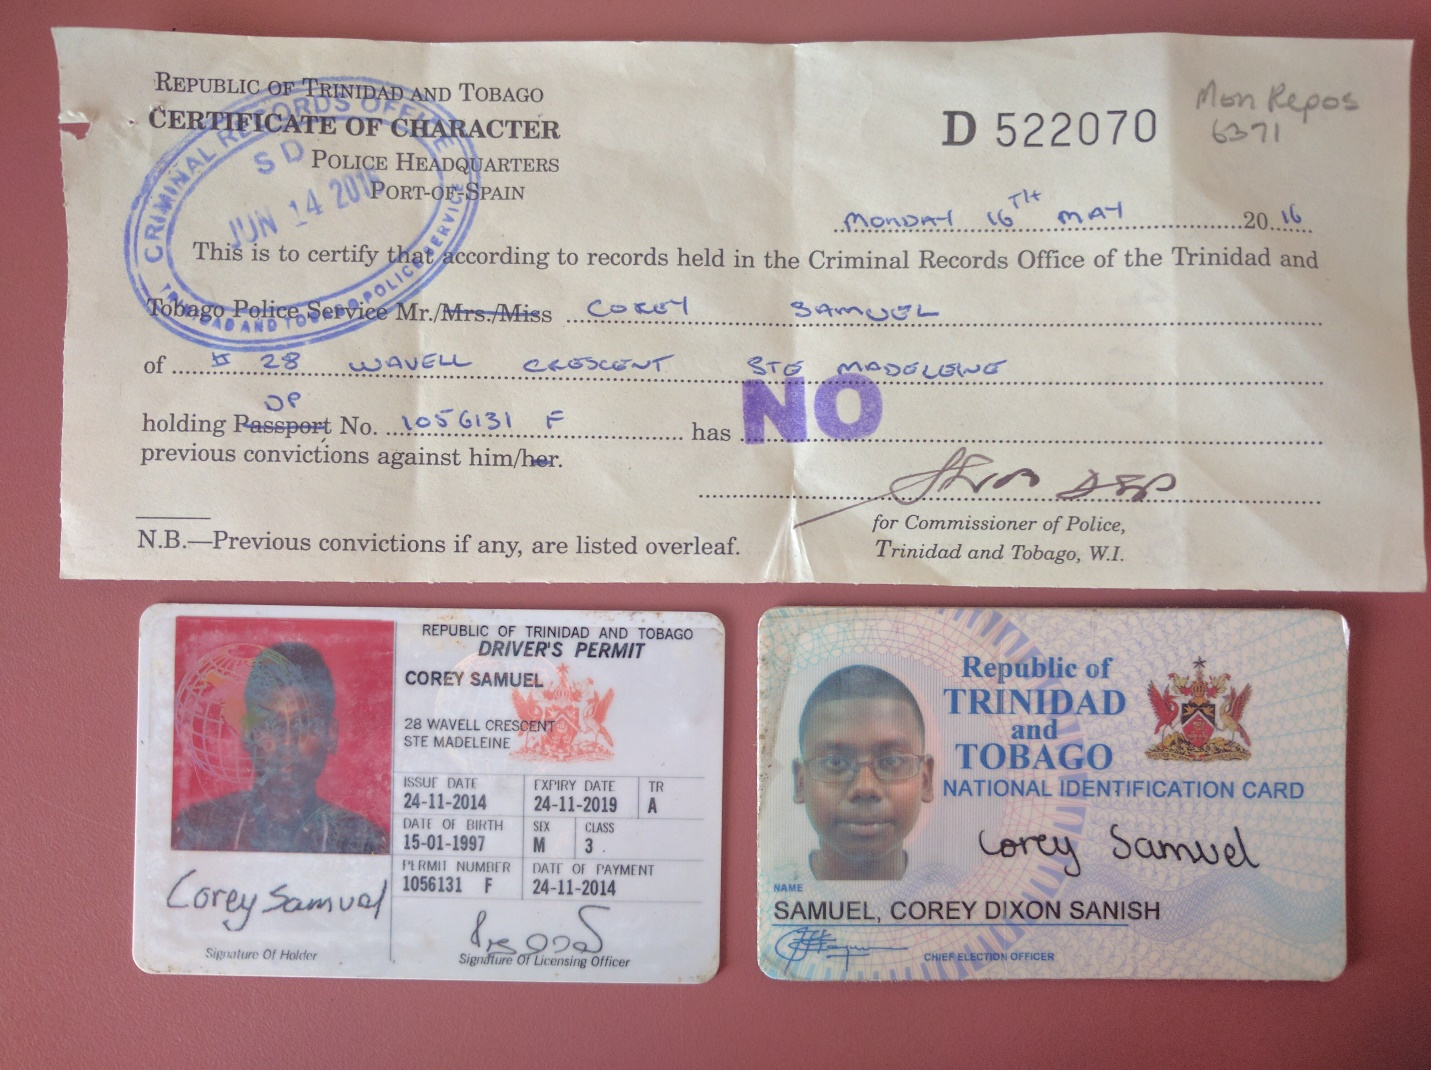 REPUBLIC OF TRINIDAD AND TOBAGO
CERTIFICATE OF CHARACTER
POLICE HEADQUARTERS
PORT-OF-SPAIN
CRIMINAL RECORDS OFFICE
SD
JUN 14 2016
TRINIDAD AND TOBAGO POLICE SERVICE
D 522070
Mon Repos
6371
MONDAY 16TH MAY 2016
This is to certify that according to records held in the Criminal Records Office of the Trinidad and
Tobago Police Service Mr./Mrs./Miss COREY SAMUEL
of # 28 WAVELL CRESCENT STE MADELEINE
DP
holding Passport No. 1056131 F has NO
previous convictions against him/her.
for Commissioner of Police,
Trinidad and Tobago, W.I.
N.B.—Previous convictions if any, are listed overleaf.
REPUBLIC OF TRINIDAD AND TOBAGO
DRIVER'S PERMIT
COREY SAMUEL
28 WAVELL CRESCENT
STE MADELEINE
ISSUE DATE EXPIRY DATE TR
24-11-2014 24-11-2019 A
DATE OF BIRTH SEX CLASS
15-01-1997 M 3
PERMIT NUMBER DATE OF PAYMENT
1056131 F 24-11-2014
Corey Samuel
Signature Of Holder Signature Of Licensing Officer
Republic of
TRINIDAD
and
TOBAGO
NATIONAL IDENTIFICATION CARD
Corey Samuel
NAME
SAMUEL, COREY DIXON SANISH
CHIEF ELECTION OFFICER